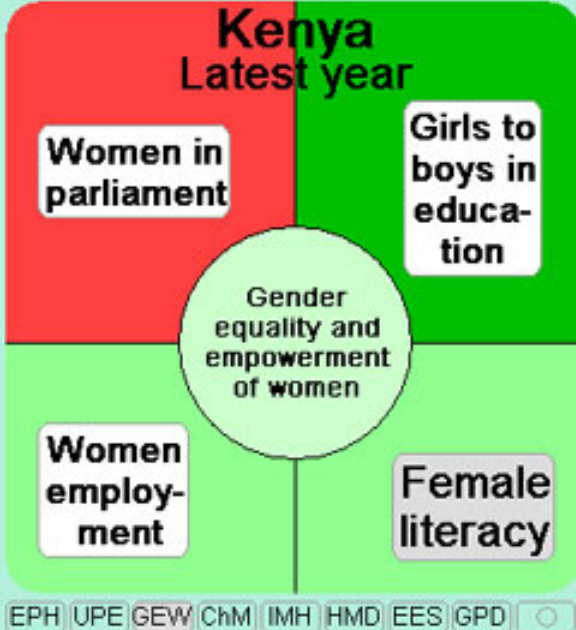 Kenya
Latest year
Women in
parliament
Girls to
boys in
educa-
tion
Gender
equality and
empowerment
of women
Women
employ-
ment
Female
literacy
EPH UPE GEW ChM IMH HMD EES GPD